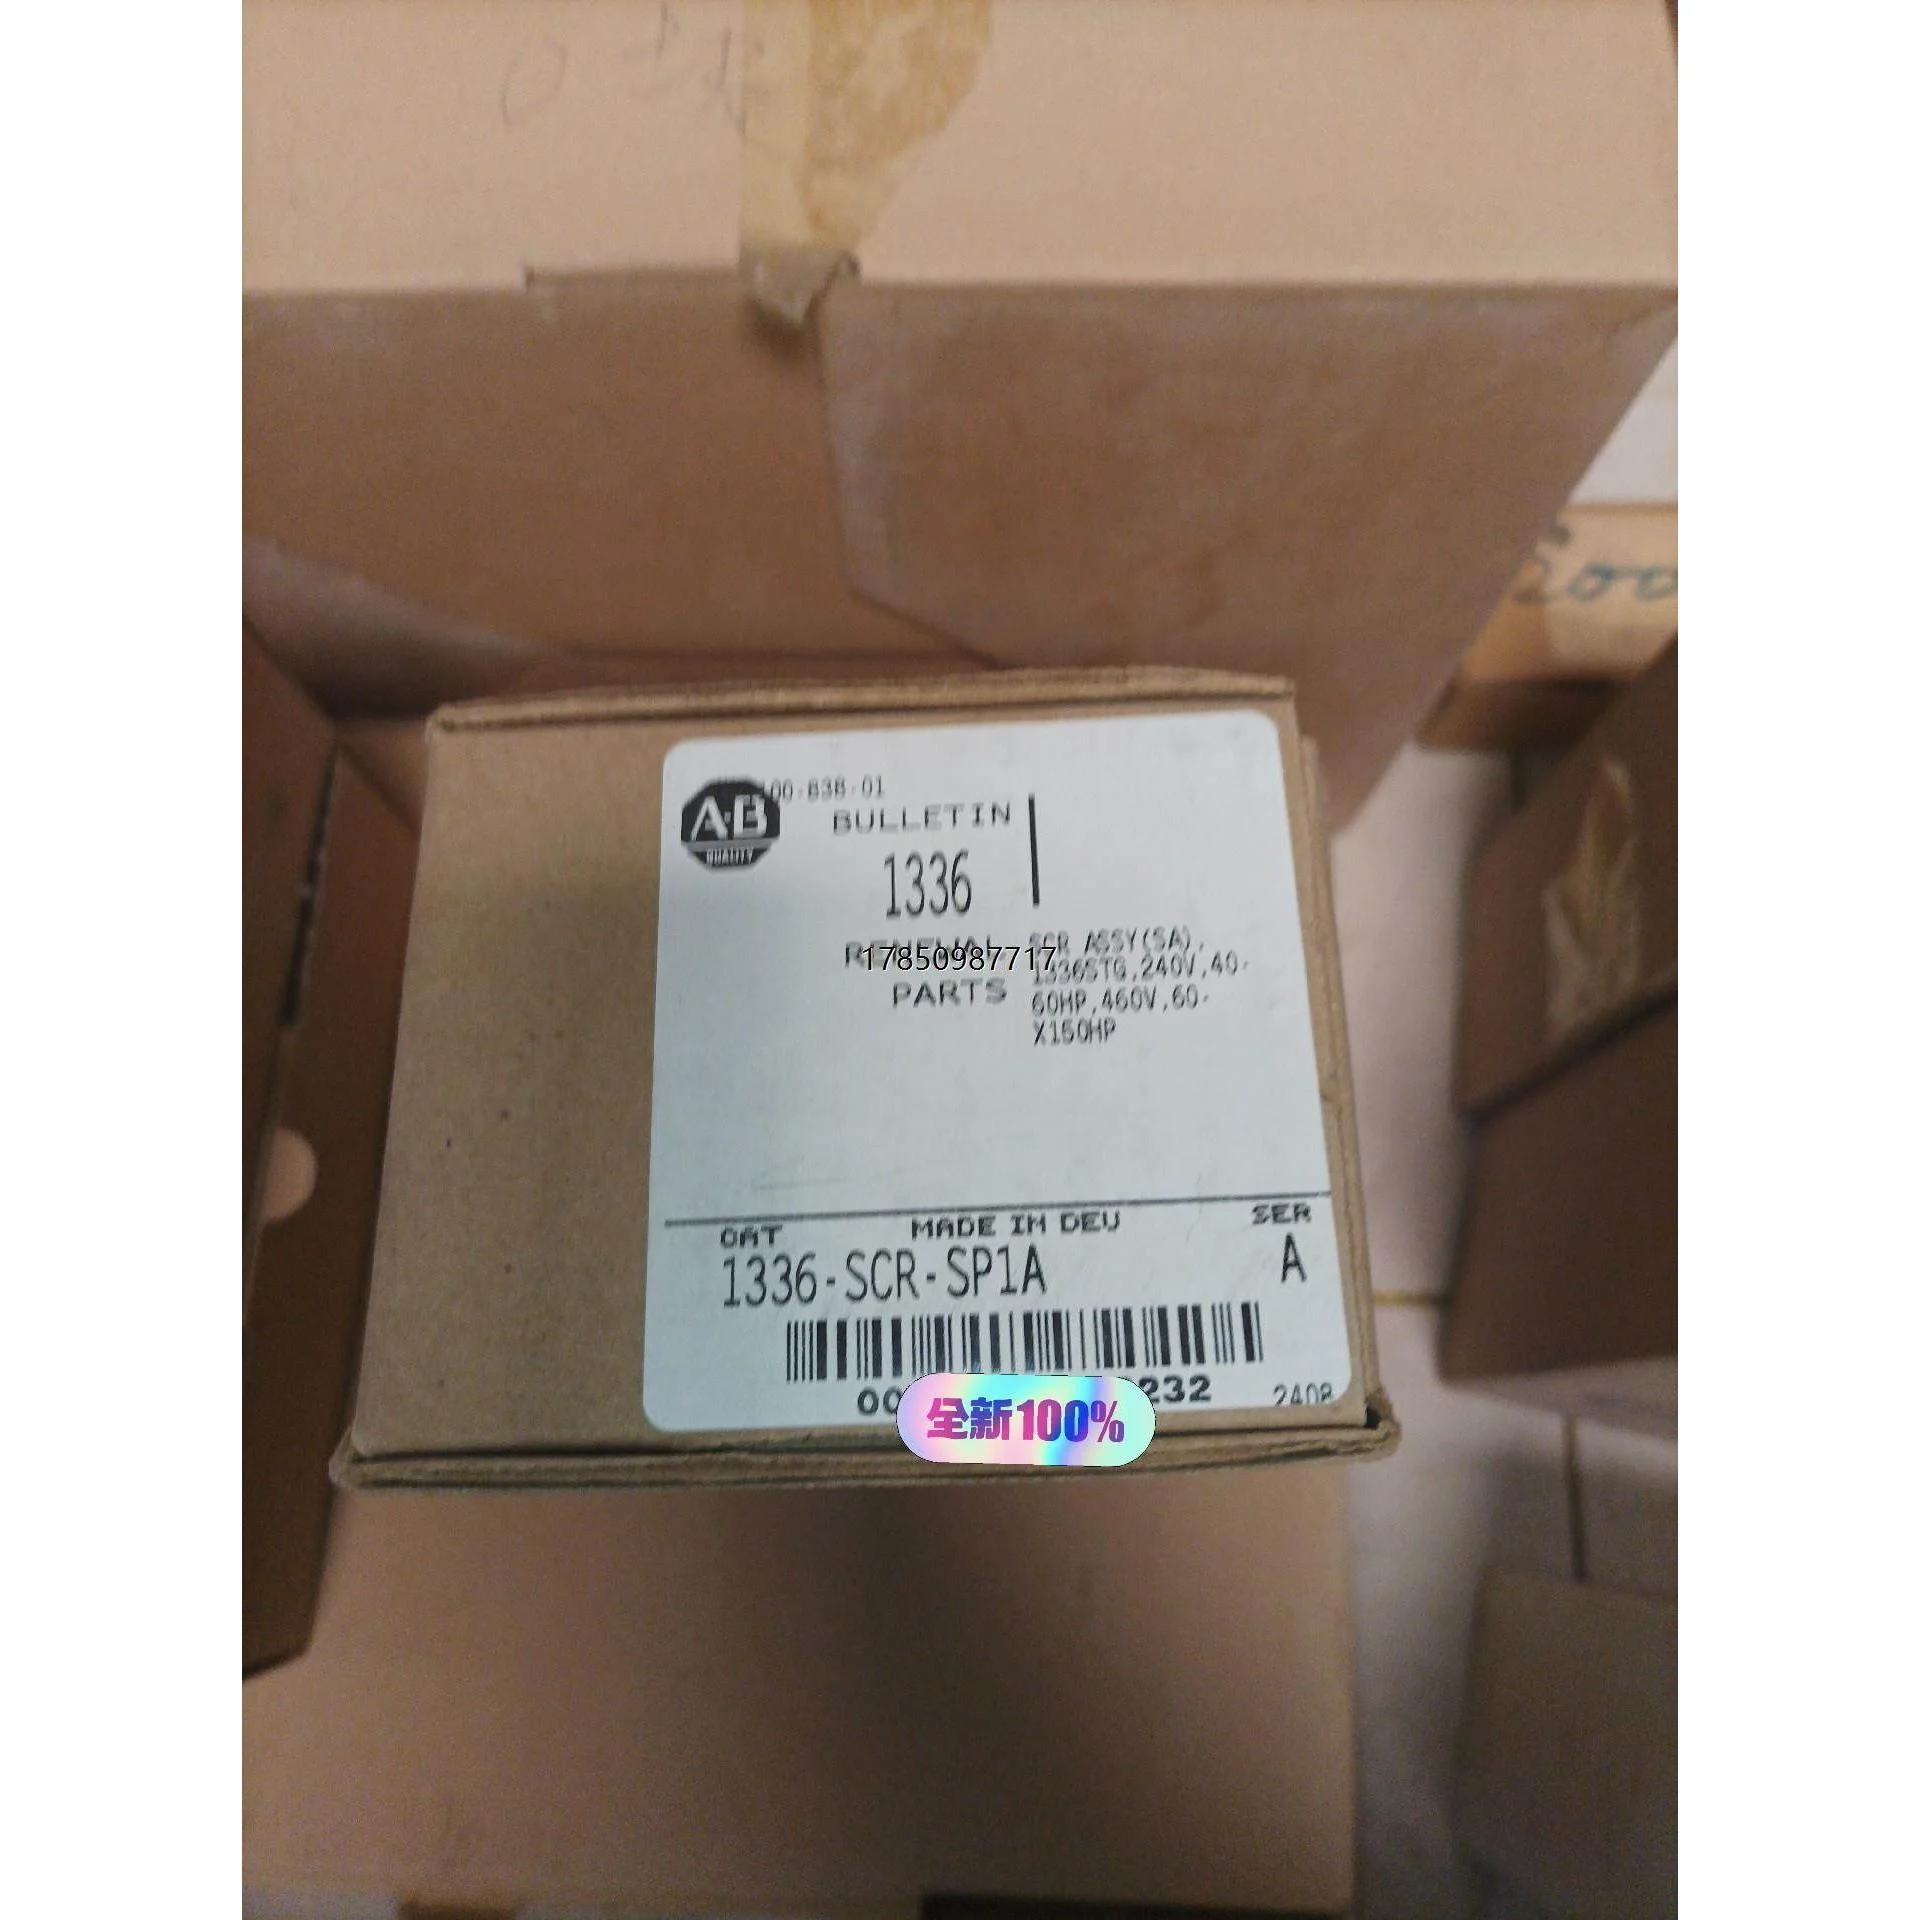 100-838-01
A-B
QUALITY
BULLETIN
1336
RENEWAL
PARTS
SCR ASSY(SA),
1336STG,240V,40-
60HP,460V,60-
X150HP
17850987717
CAT
MADE IN DEU
SER
1336-SCR-SP1A
A
00
232
2408
全新100%